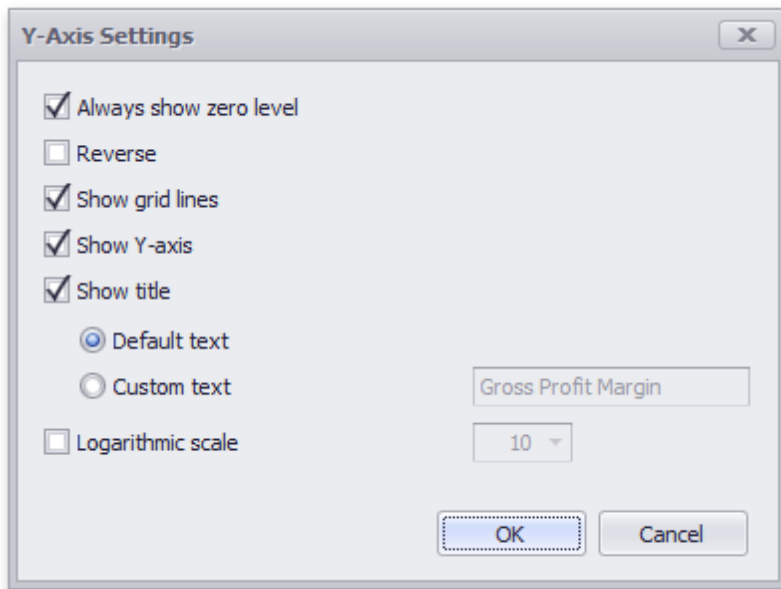 Y-Axis Settings
Always show zero level
Reverse
Show grid lines
Show Y-axis
Show title
Default text
Custom text
Gross Profit Margin
Logarithmic scale
10
OK
Cancel